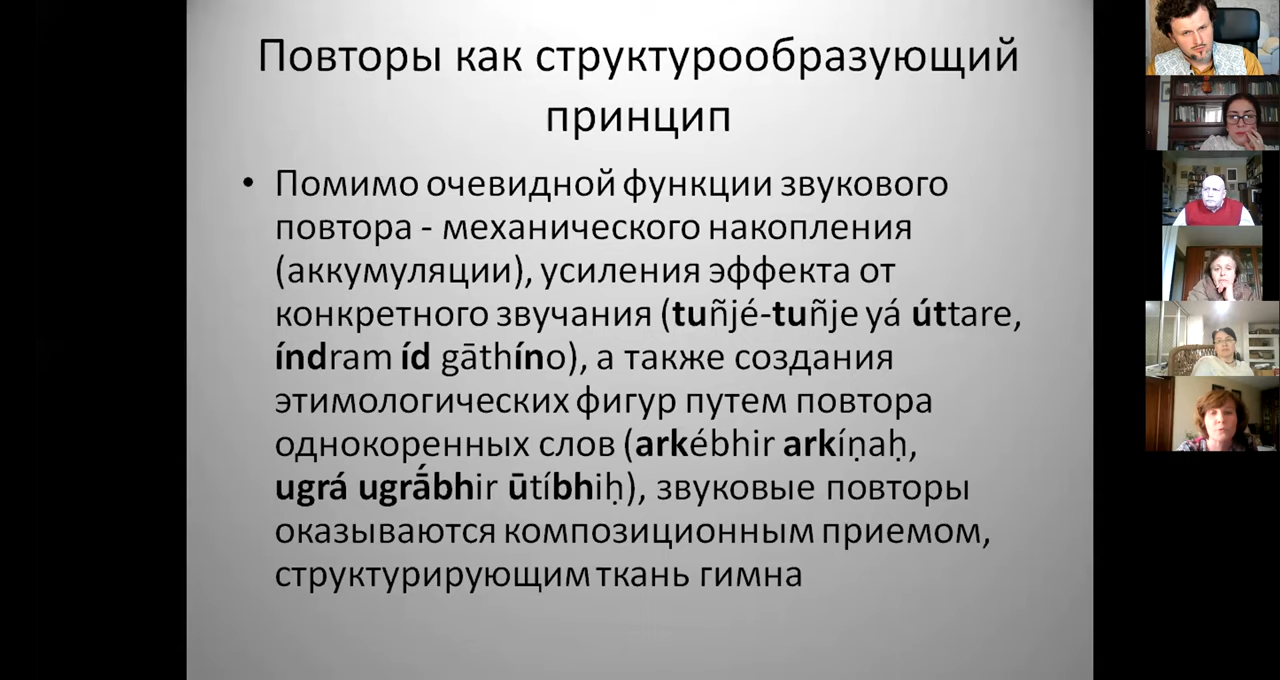 Повторы как структурообразующий
принцип
• Помимо очевидной функции звукового
повтора - механического накопления
(аккумуляции), усиления эффекта от
конкретного звучания (tuñjé-tuñje yá úttare,
índram íd gāthíno), а также создания
этимологических фигур путем повтора
однокоренных слов (arkébhir arkíṇaḥ,
ugrá ugrā́bhir ūtíbhiḥ), звуковые повторы
оказываются композиционным приемом,
структурирующим ткань гимна